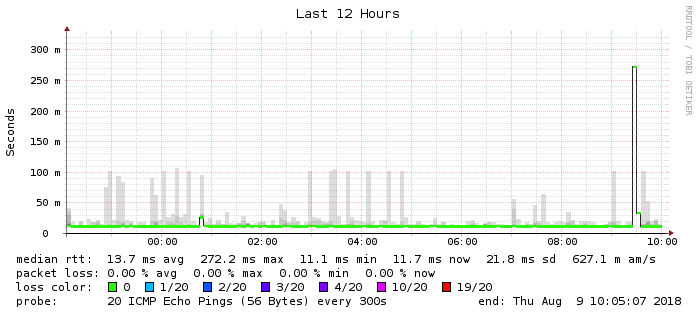 Last 12 Hours
RRDTOOL / TOBI OETIKER
Seconds
300 m
250 m
200 m
150 m
100 m
50 m
0
00:00 02:00 04:00 06:00 08:00 10:00
median rtt: 13.7 ms avg 272.2 ms max 11.1 ms min 11.7 ms now 21.8 ms sd 627.1 m am/s
packet loss: 0.00 % avg 0.00 % max 0.00 % min 0.00 % now
loss color: 0 1/20 2/20 3/20 4/20 10/20 19/20
probe: 20 ICMP Echo Pings (56 Bytes) every 300s end: Thu Aug 9 10:05:07 2018